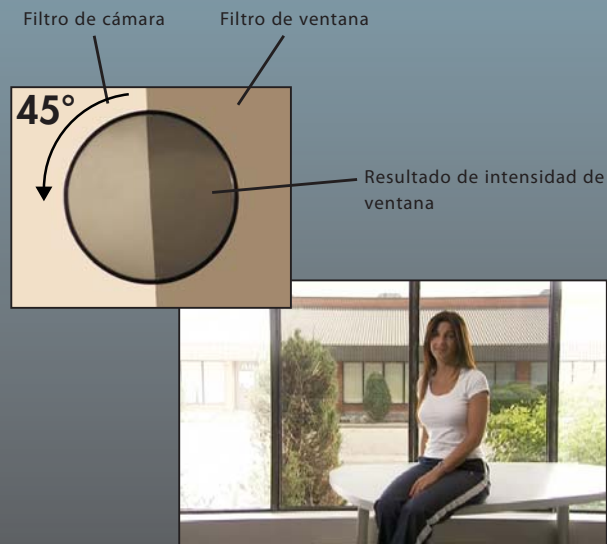 Filtro de cámara
Filtro de ventana
45°
Resultado de intensidad de
ventana